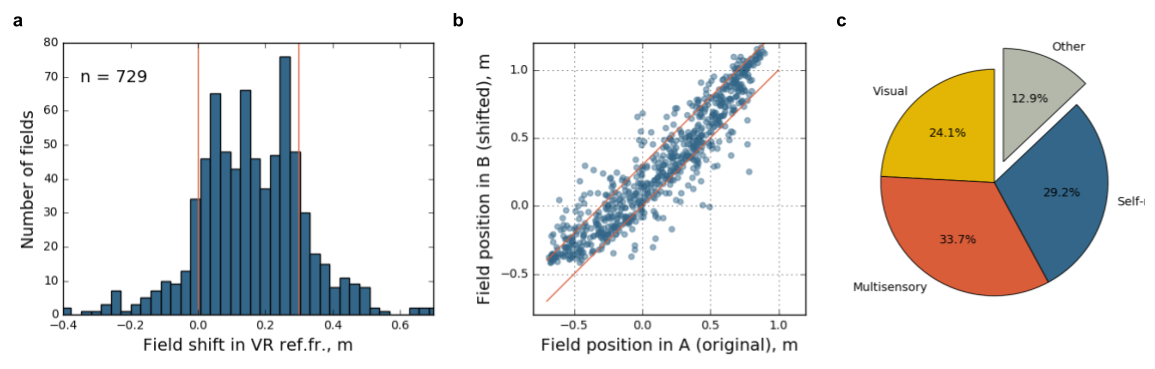 a
80
70
60
50
40
30
20
10
0
n = 729
Number of fields
−0.4 −0.2 0.0 0.2 0.4 0.6
Field shift in VR ref.fr., m
b
1.0
0.5
0.0
−0.5
Field position in B (shifted), m
−0.5 0.0 0.5 1.0
Field position in A (original), m
c
Other
12.9%
Visual
24.1%
29.2%
Self-
33.7%
Multisensory